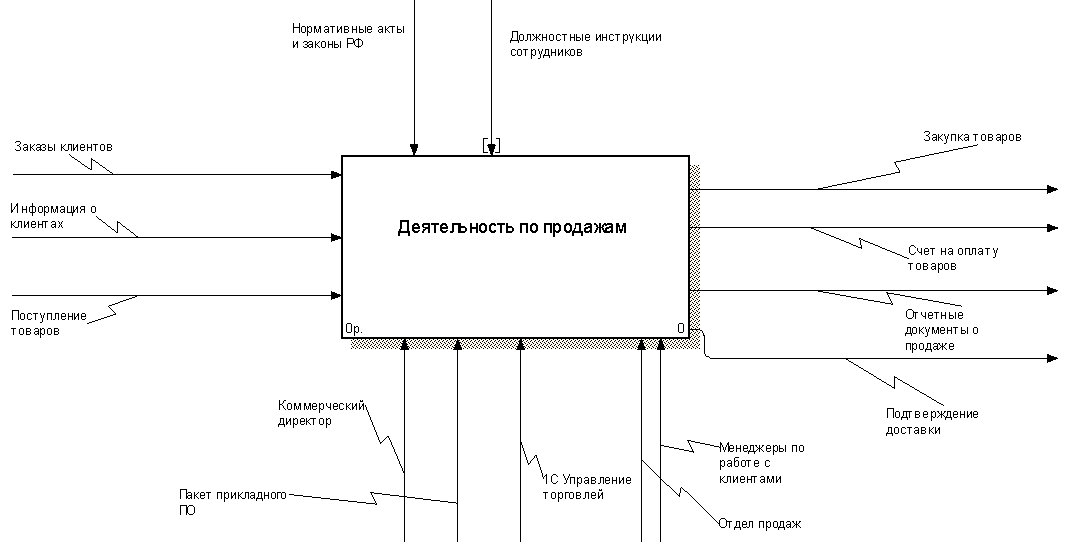 Нормативные акты
и законы РФ
Должностные инструкции
сотрудников
Заказы клиентов
Закупка товаров
Информация о
клиентах
Деятельность по продажам
Счет на оплату
товаров
Поступление
товаров
Отчетные
документы о
продаже
0р.
0
Коммерческий
директор
Подтверждение
доставки
Менеджеры по
работе с
клиентами
1С Управление
торговлей
Пакет прикладного
ПО
Отдел продаж